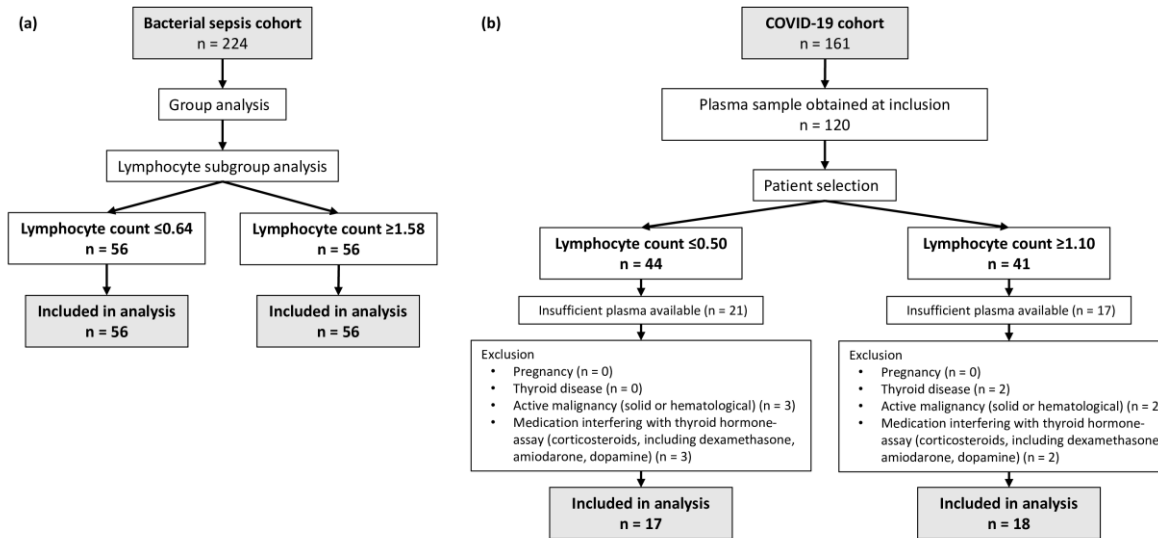 (a)
Bacterial sepsis cohort
n = 224
Group analysis
Lymphocyte subgroup analysis
Lymphocyte count ≤0.64
n = 56
Lymphocyte count ≥1.58
n = 56
Included in analysis
n = 56
Included in analysis
n = 56
(b)
COVID-19 cohort
n = 161
Plasma sample obtained at inclusion
n = 120
Patient selection
Lymphocyte count ≤0.50
n = 44
Lymphocyte count ≥1.10
n = 41
Insufficient plasma available (n = 21)
Insufficient plasma available (n = 17)
Exclusion
• Pregnancy (n = 0)
• Thyroid disease (n = 0)
• Active malignancy (solid or hematological) (n = 3)
• Medication interfering with thyroid hormone-
assay (corticosteroids, including dexamethasone,
amiodarone, dopamine) (n = 3)
Exclusion
• Pregnancy (n = 0)
• Thyroid disease (n = 2)
• Active malignancy (solid or hematological) (n = 2
• Medication interfering with thyroid hormone-
assay (corticosteroids, including dexamethasone
amiodarone, dopamine) (n = 2)
Included in analysis
n = 17
Included in analysis
n = 18